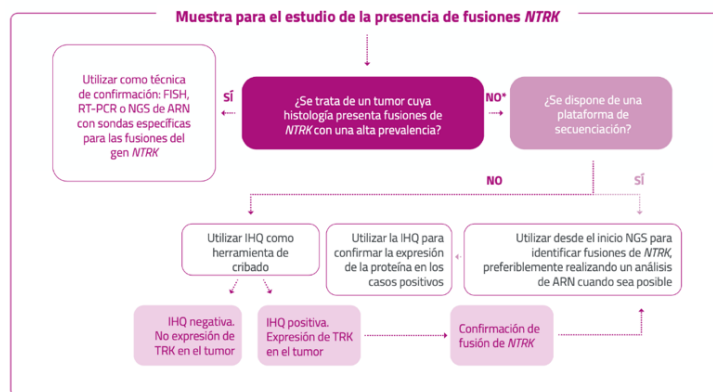 Muestra para el estudio de la presencia de fusiones NTRK
Utilizar como técnica
de confirmación: FISH,
RT-PCR o NGS de ARN
con sondas específicas
para las fusiones del
gen NTRK
SÍ
¿Se trata de un tumor cuya
histología presenta fusiones de
NTRK con una alta prevalencia?
NO*
¿Se dispone de una
plataforma de
secuenciación?
NO
SÍ
Utilizar IHQ como
herramienta de
cribado
Utilizar la IHQ para
confirmar la expresión
de la proteína en los
casos positivos
Utilizar desde el inicio NGS para
identificar fusiones de NTRK,
preferiblemente realizando un análisis
de ARN cuando sea posible
IHQ negativa.
No expresión de
TRK en el tumor
IHQ positiva.
Expresión de TRK
en el tumor
Confirmación de
fusión de NTRK